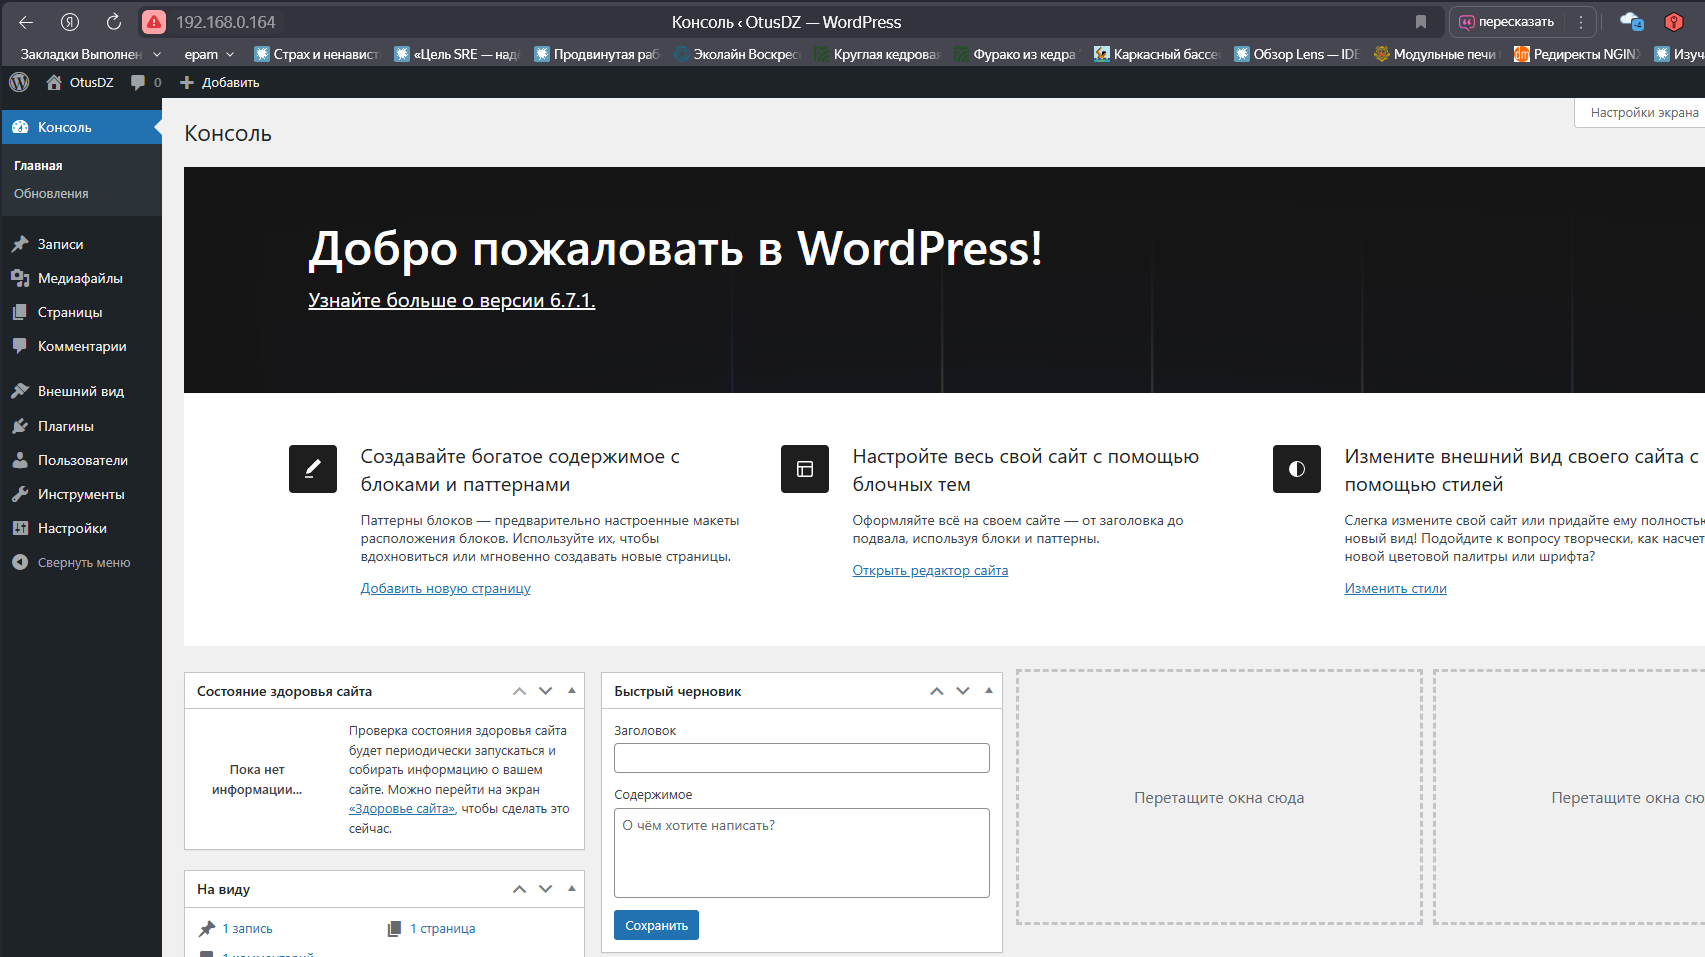 192.168.0.164
Консоль ‹ OtusDZ — WordPress
пересказать
Закладки Выполнен
epam
Страх и ненавист
«Цель SRE — надё
Продвинутая раб
Эколайн Воскрес
Круглая кедровая
Фурако из кедра
Каркасный бассе
Обзор Lens — IDE
Модульные печи
Редиректы NGIN
Изуч
OtusDZ
0
Добавить
Консоль
Главная
Обновления
Записи
Медиафайлы
Страницы
Комментарии
Внешний вид
Плагины
Пользователи
Инструменты
Настройки
Свернуть меню
Настройки экрана
Консоль
Добро пожаловать в WordPress!
Узнайте больше о версии 6.7.1.
Создавайте богатое содержимое с
блоками и паттернами
Паттерны блоков — предварительно настроенные макеты
расположения блоков. Используйте их, чтобы
вдохновиться или мгновенно создавать новые страницы.
Добавить новую страницу
Настройте весь свой сайт с помощью
блочных тем
Оформляйте всё на своем сайте — от заголовка до
подвала, используя блоки и паттерны.
Открыть редактор сайта
Измените внешний вид своего сайта с
помощью стилей
Слегка измените свой сайт или придайте ему полностью
новый вид! Подойдите к вопросу творчески, как насчет
новой цветовой палитры или шрифта?
Изменить стили
Состояние здоровья сайта
Пока нет
информации...
Проверка состояния здоровья сайта
будет периодически запускаться и
собирать информацию о вашем
сайте. Можно перейти на экран
«Здоровье сайта», чтобы сделать это
сейчас.
На виду
1 запись
1 страница
1 комментарий
Быстрый черновик
Заголовок
Содержимое
О чём хотите написать?
Сохранить
Перетащите окна сюда
Перетащите окна сю